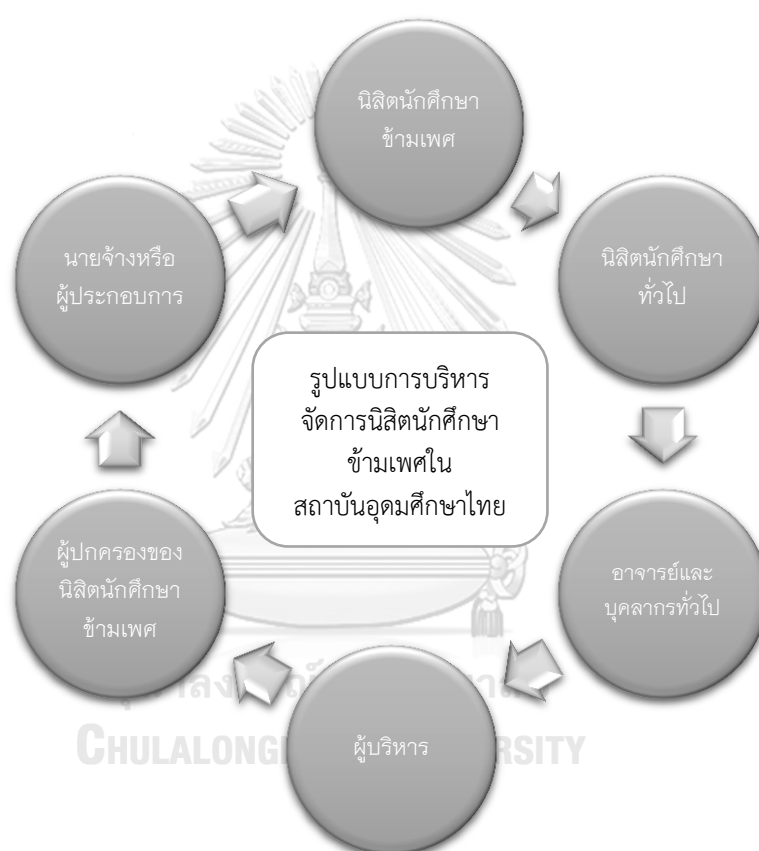 นิสิตนักศึกษา
ข้ามเพศ
นิสิตนักศึกษา
ทั่วไป
อาจารย์และ
บุคลากรทั่วไป
ผู้บริหาร
ผู้ปกครองของ
นิสิตนักศึกษา
ข้ามเพศ
นายจ้างหรือ
ผู้ประกอบการ
รูปแบบการบริหาร
จัดการนิสิตนักศึกษา
ข้ามเพศใน
สถาบันอุดมศึกษาไทย